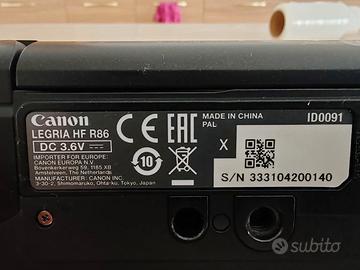 Canon
LEGRIA HF R86
DC 3.6V
IMPORTER FOR EUROPE:
CANON EUROPA N.V.
Bovenkerkerweg 59, 1185 XB
Amstelveen, The Netherlands
MANUFACTURER: CANON INC.
3-30-2, Shimomaruko, Ohta-ku, Tokyo, Japan
CE EAC
10
MADE IN CHINA
PAL
X
ID0091
S/N 333104200140
subito